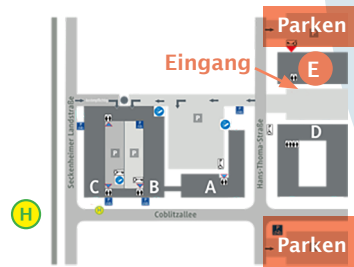 Parken
P
Eingang
E
P
D
P
P
C
B
A
Seckenheimer Landstraße
Hans-Thoma-Straße
H
H
Coblitzallee
Parken